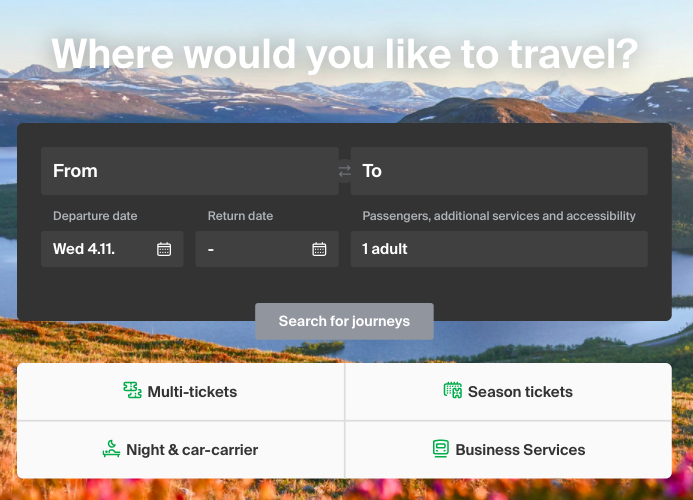 Where would you like to travel?
From
To
Departure date
Return date
Passengers, additional services and accessibility
Wed 4.11.
-
1 adult
Search for journeys
Multi-tickets
Season tickets
Night & car-carrier
Business Services